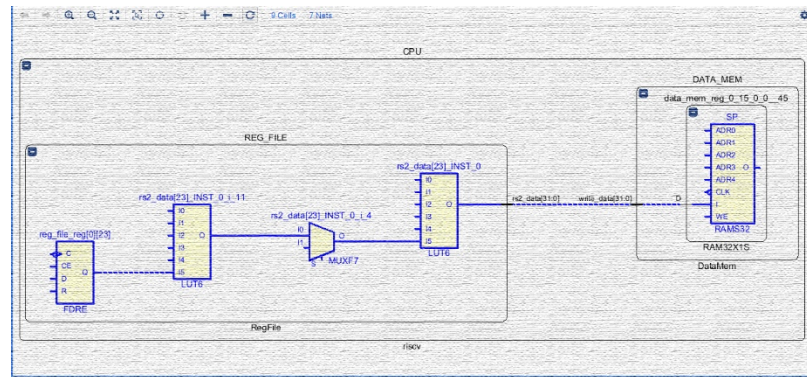 9 Cells 7 Nets
CPU
DATA_MEM
data_mem_reg_0_15_0_0__45
SP
ADR0
ADR1
ADR2
ADR3 O
ADR4
CLK
I
WE
RAMS32
RAM32X1S
DataMem
REG_FILE
rs2_data[23]_INST_0
I0
I1
I2 O
I3
I4
I5
LUT6
rs2_data[31:0] write_data[31:0] D
rs2_data[23]_INST_0_i_11
I0
I1
I2 O
I3
I4
I5
LUT6
rs2_data[23]_INST_0_i_4
I0 O
I1
S
MUXF7
reg_file_reg[0][23]
C
CE Q
D
R
FDRE
RegFile
riscv